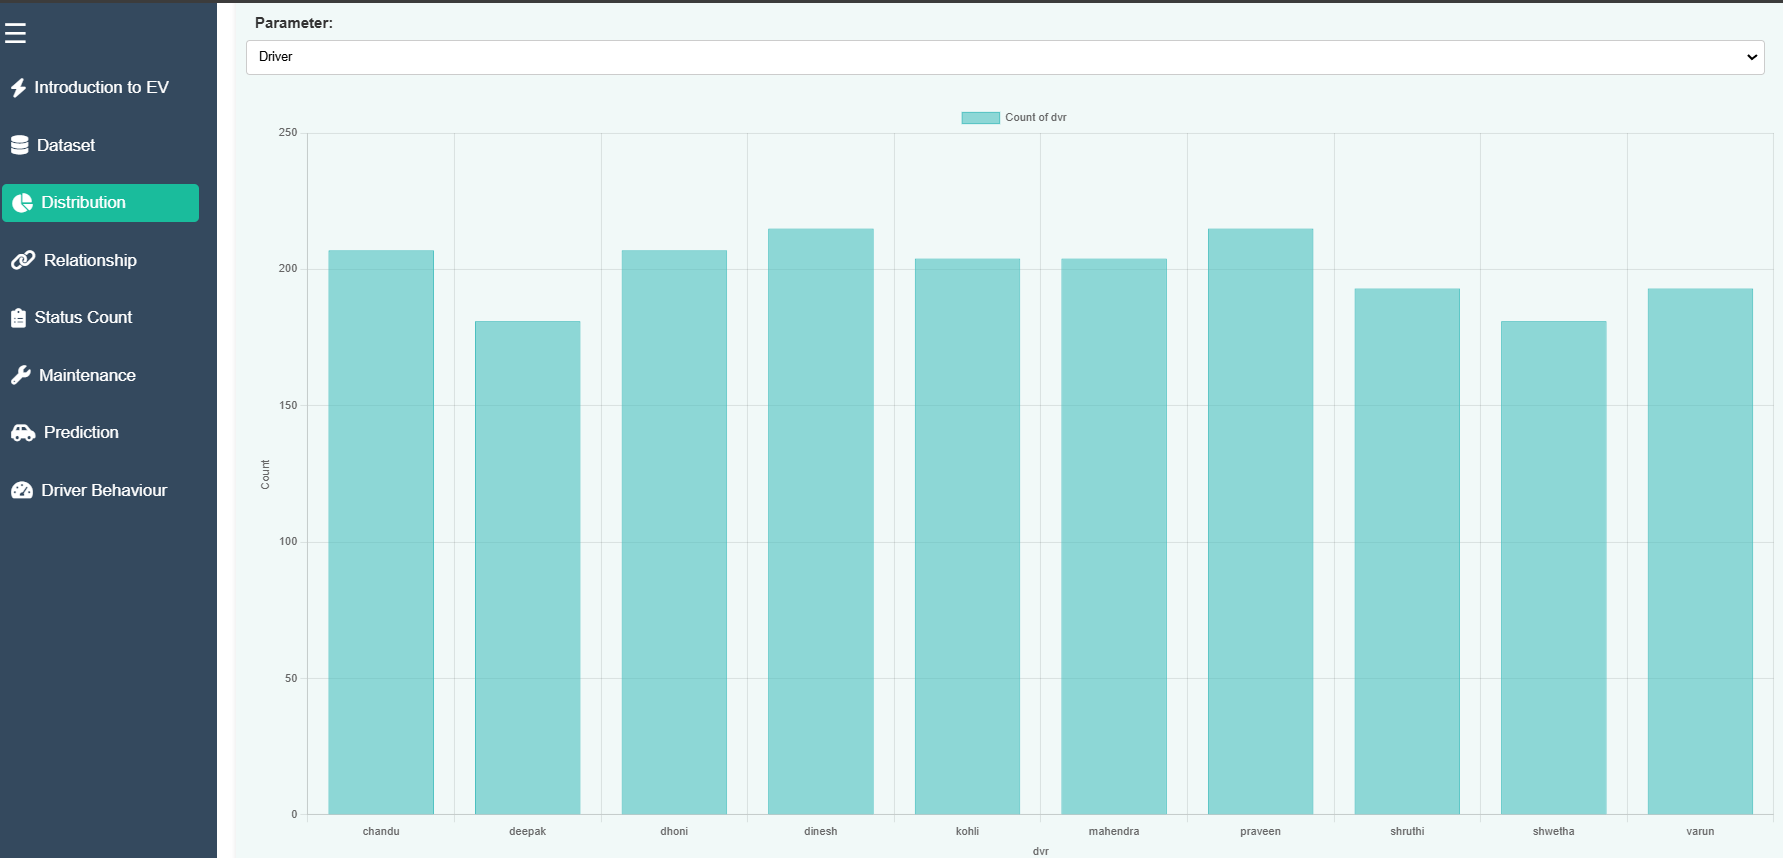 Introduction to EV
Dataset
Distribution
Relationship
Status Count
Maintenance
Prediction
Driver Behaviour
Parameter:
Driver
Count of dvr
250
200
150
100
50
0
Count
chandu deepak dhoni dinesh kohli mahendra praveen shruthi shwetha varun
dvr